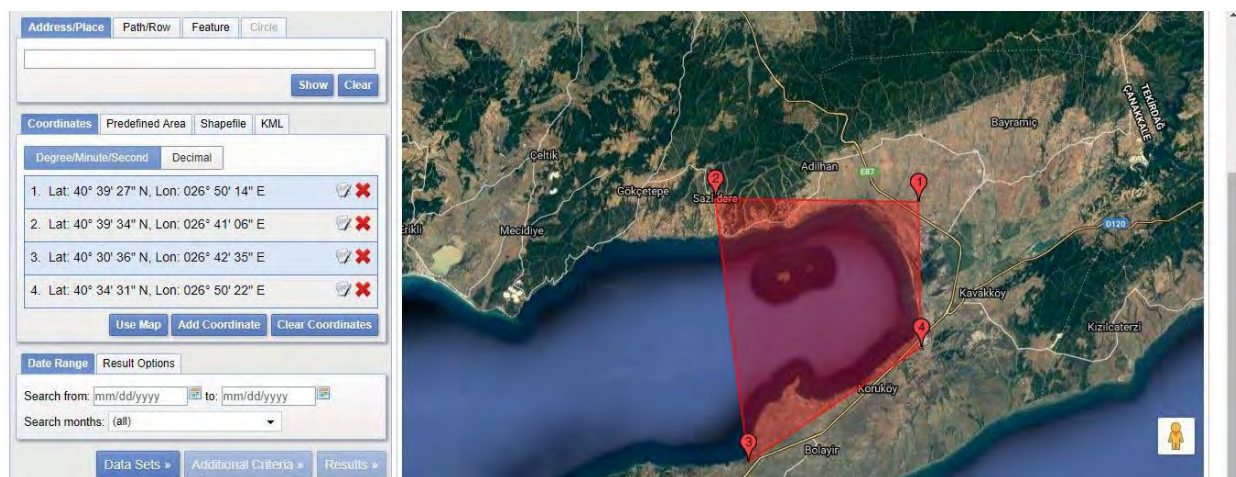 Address/Place Path/Row Feature Circle
Show Clear
Coordinates Predefined Area Shapefile KML
Degree/Minute/Second Decimal
1. Lat: 40° 39' 27" N, Lon: 026° 50' 14" E
2. Lat: 40° 39' 34" N, Lon: 026° 41' 06" E
3. Lat: 40° 30' 36" N, Lon: 026° 42' 35" E
4. Lat: 40° 34' 31" N, Lon: 026° 50' 22" E
Use Map Add Coordinate Clear Coordinates
Date Range Result Options
Search from: mm/dd/yyyy to: mm/dd/yyyy
Search months: (all)
Data Sets » Additional Criteria » Results »
TEKİRDAĞ
ÇANAKKALE
Bayramiç
Çeltik
Adilhan
E87
2
1
Gökçetepe
Sazlıdere
Erikli
Mecidiye
D120
Kavakköy
4
Kızılcaterzi
Koruköy
3
Bolayır